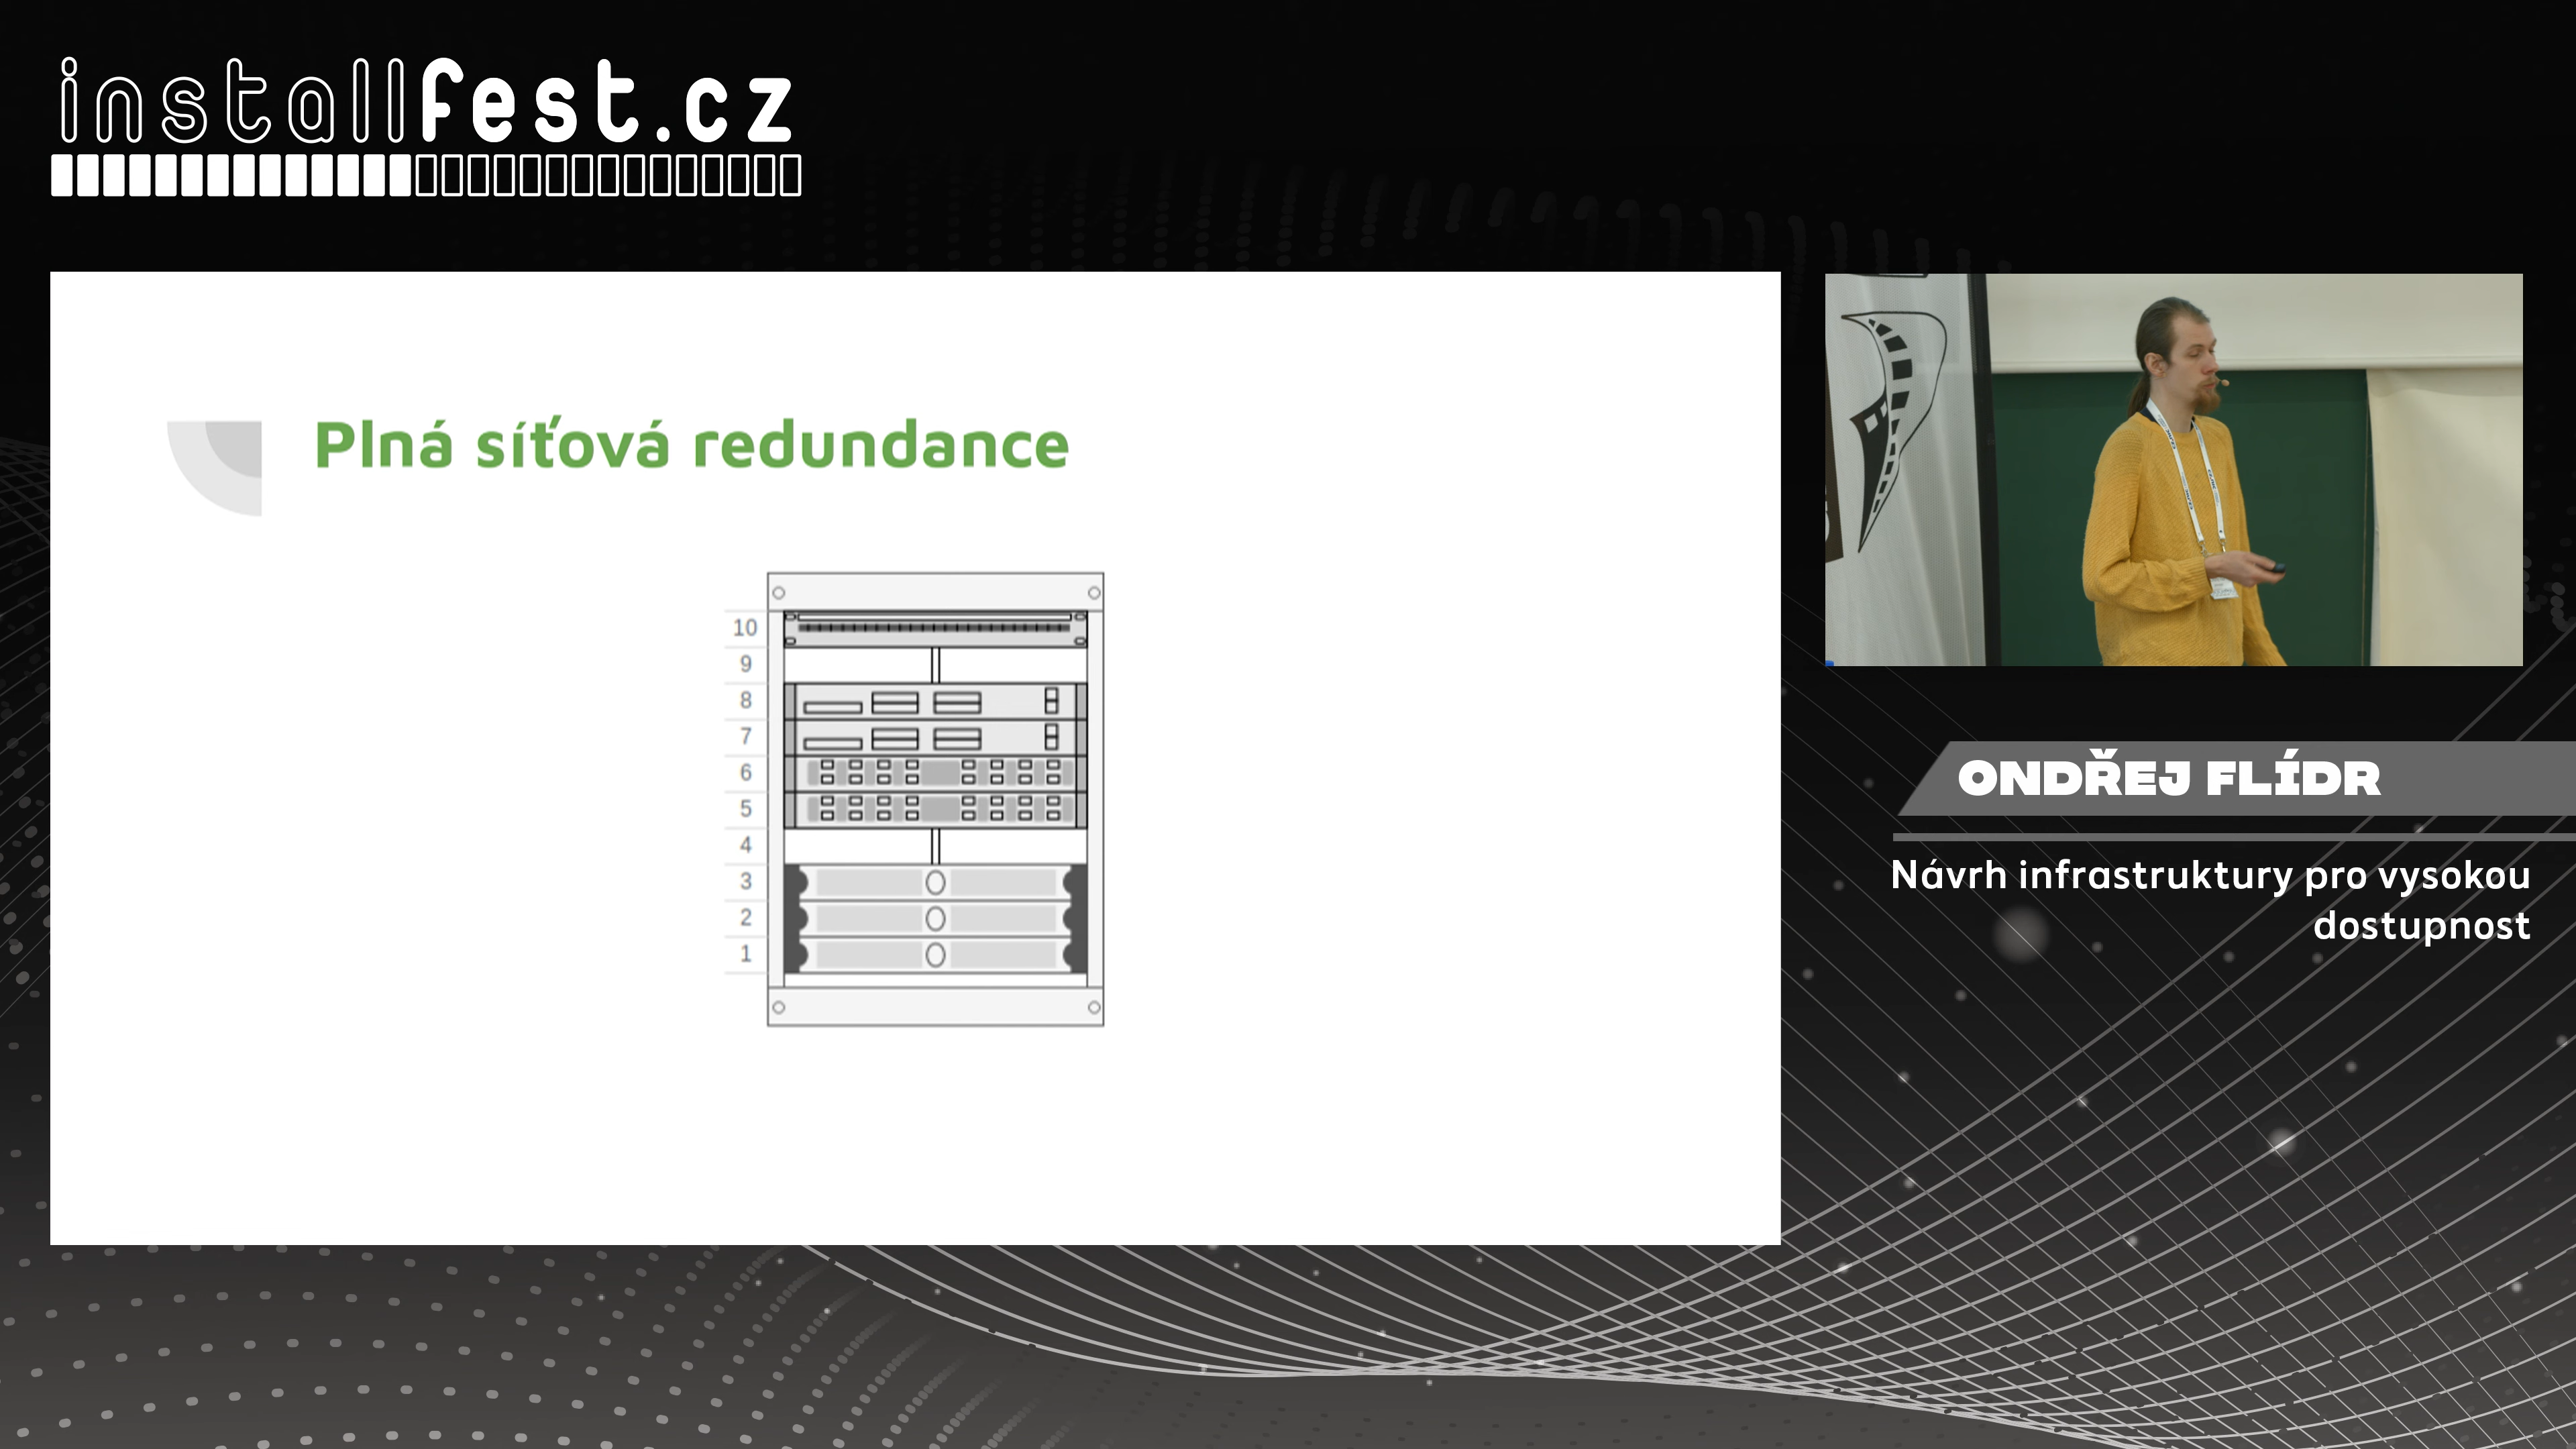 installfest.cz
Plná síťová redundance
10
9
8
7
6
5
4
3
2
1
ONDŘEJ FLÍDR
Návrh infrastruktury pro vysokou
dostupnost